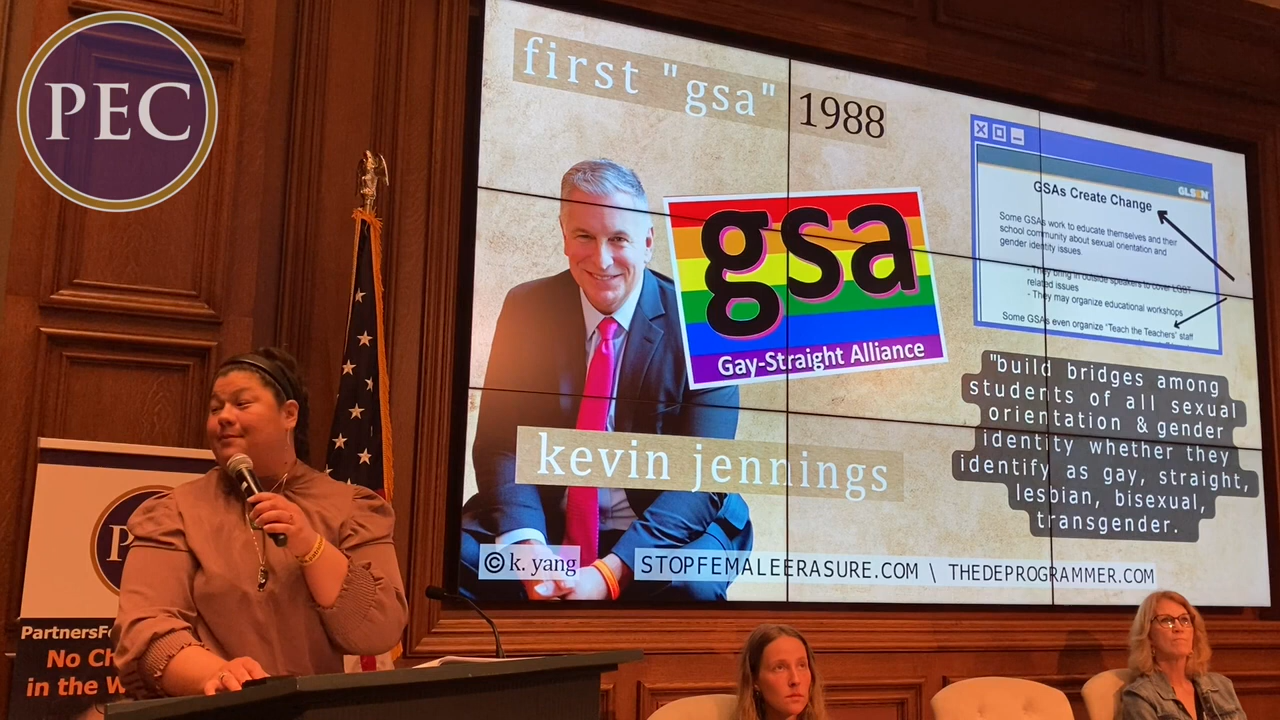 PEC
first "gsa" 1988
gsa
Gay-Straight Alliance
kevin jennings
© k. yang
STOPFEMALEERASURE.COM \ THEDEPROGRAMMER.COM
GLSEN
GSAs Create Change
Some GSAs work to educate themselves and their
school community about sexual orientation and
gender identity issues
- They bring in outside speakers to cover LGBT
related issues
- They may organize educational workshops
Some GSAs even organize "Teach the Teachers" staff
"build bridges among
students of all sexual
orientation & gender
identity whether they
identify as gay, straight,
lesbian, bisexual,
transgender.
P
PartnersFo
No Ch
in the W